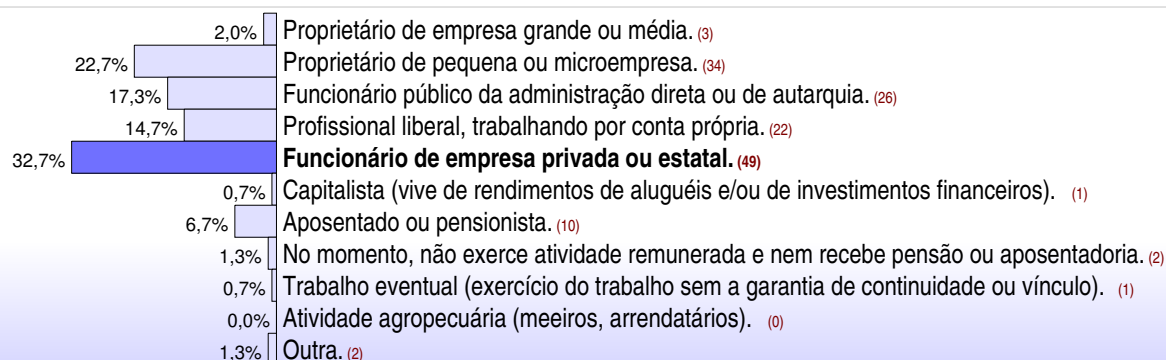 2,0% Proprietário de empresa grande ou média. (3)
22,7% Proprietário de pequena ou microempresa. (34)
17,3% Funcionário público da administração direta ou de autarquia. (26)
14,7% Profissional liberal, trabalhando por conta própria. (22)
32,7% Funcionário de empresa privada ou estatal. (49)
0,7% Capitalista (vive de rendimentos de aluguéis e/ou de investimentos financeiros). (1)
6,7% Aposentado ou pensionista. (10)
1,3% No momento, não exerce atividade remunerada e nem recebe pensão ou aposentadoria. (2)
0,7% Trabalho eventual (exercício do trabalho sem a garantia de continuidade ou vínculo). (1)
0,0% Atividade agropecuária (meeiros, arrendatários). (0)
1,3% Outra. (2)